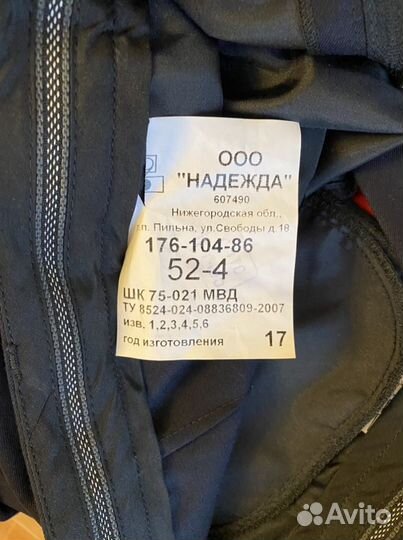 ООО
"НАДЕЖДА"
607490
Нижегородская обл.,
п. Пильна, ул.Свободы д.18
176-104-86
52-4
ШК 75-021 МВД
ТУ 8524-024-08836809-2007
изв. 1,2,3,4,5,6
год изготовления 17
Avito